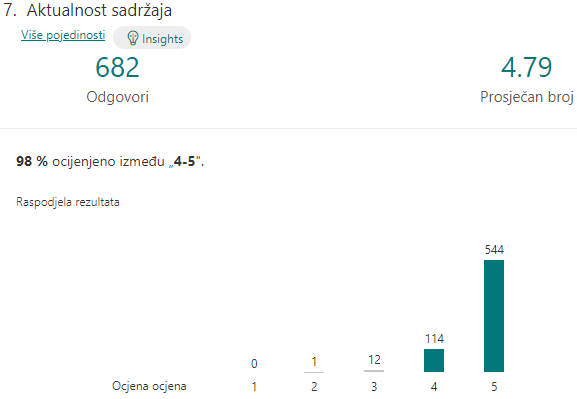 7. Aktualnost sadržaja
Više pojedinosti
Insights
682
Odgovori
4.79
Prosječan broj
98 % ocijenjeno između „4-5".
Raspodjela rezultata
544
114
12
1
0
Ocjena ocjena
1 2 3 4 5